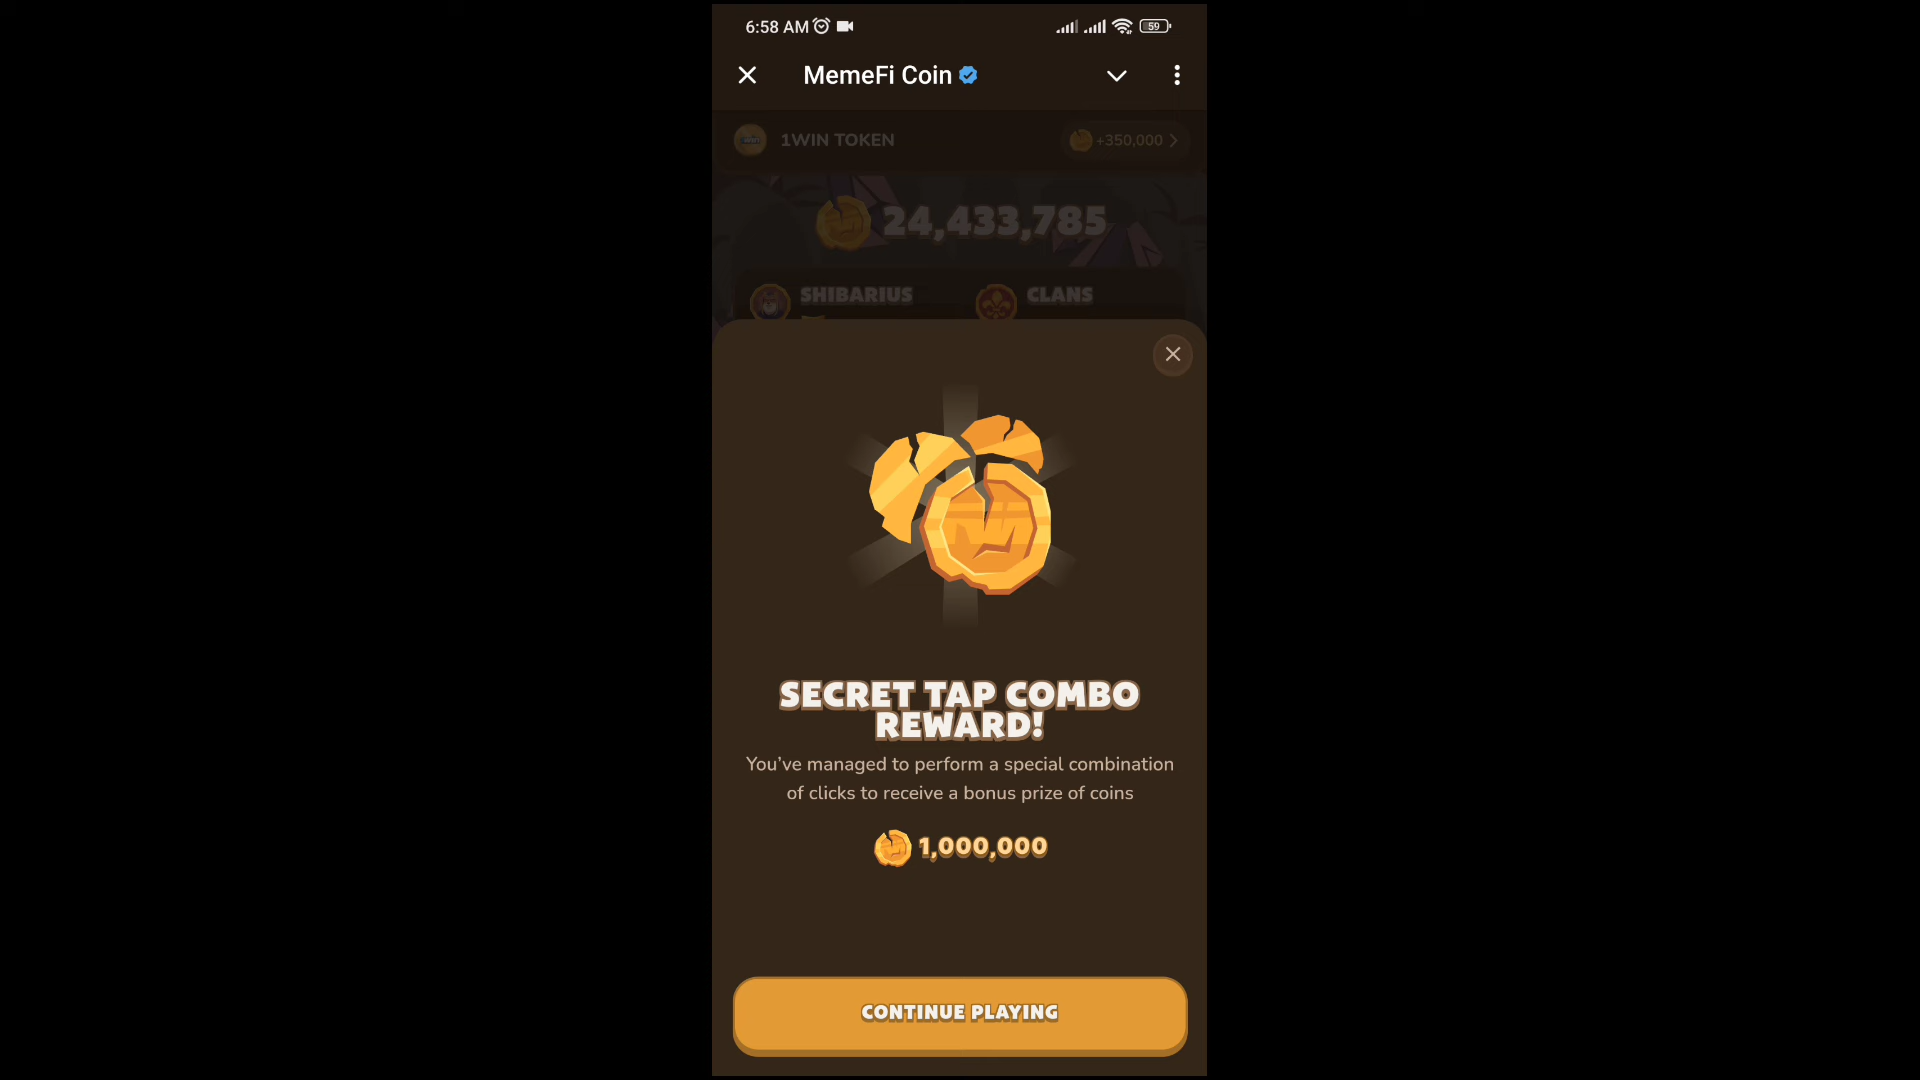 6:58 AM
59
MemeFi Coin
1WIN TOKEN
+350,000
24,433,785
SHIBARIUS
CLANS
SECRET TAP COMBO
REWARD!
You’ve managed to perform a special combination
of clicks to receive a bonus prize of coins
1,000,000
CONTINUE PLAYING